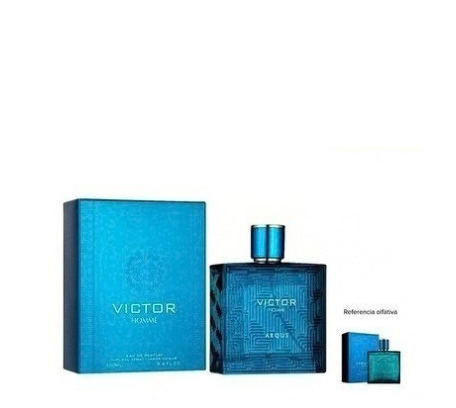 VICTOR
HOMME
EAU DE PARFUM
VICTOR
HOMME
AEQUS
Referencia olfativa